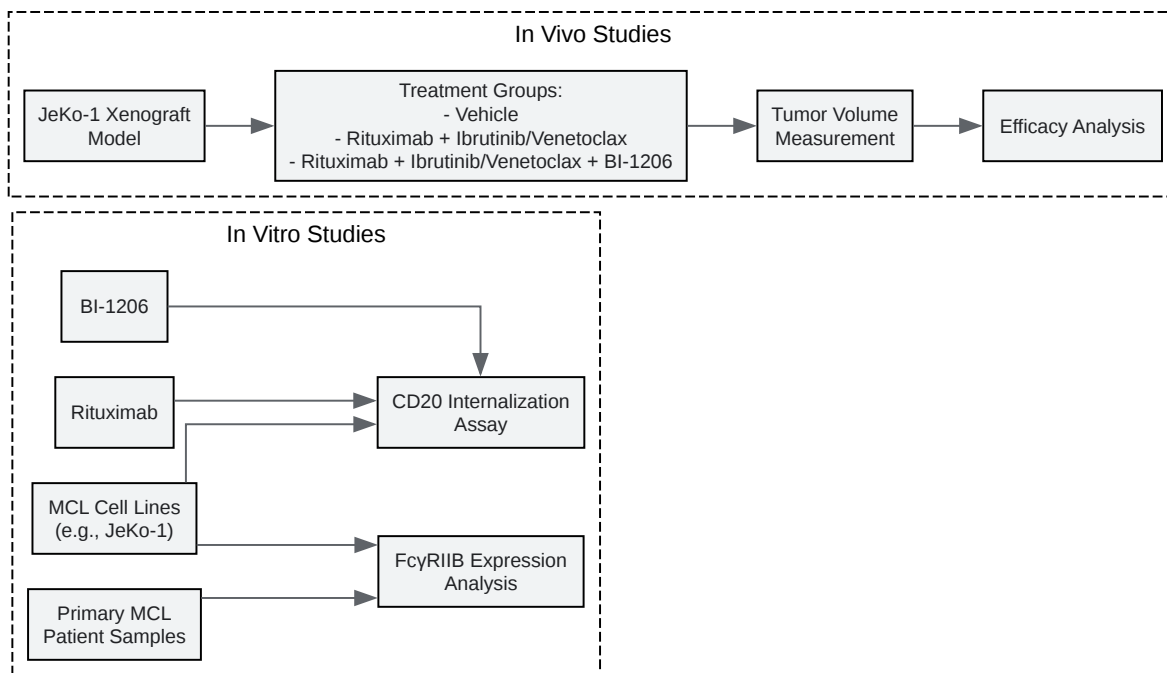 In Vivo Studies
JeKo-1 Xenograft
Model
Treatment Groups:
- Vehicle
- Rituximab + Ibrutinib/Venetoclax
- Rituximab + Ibrutinib/Venetoclax + BI-1206
Tumor Volume
Measurement
Efficacy Analysis
In Vitro Studies
BI-1206
Rituximab
CD20 Internalization
Assay
MCL Cell Lines
(e.g., JeKo-1)
FcγRIIB Expression
Analysis
Primary MCL
Patient Samples